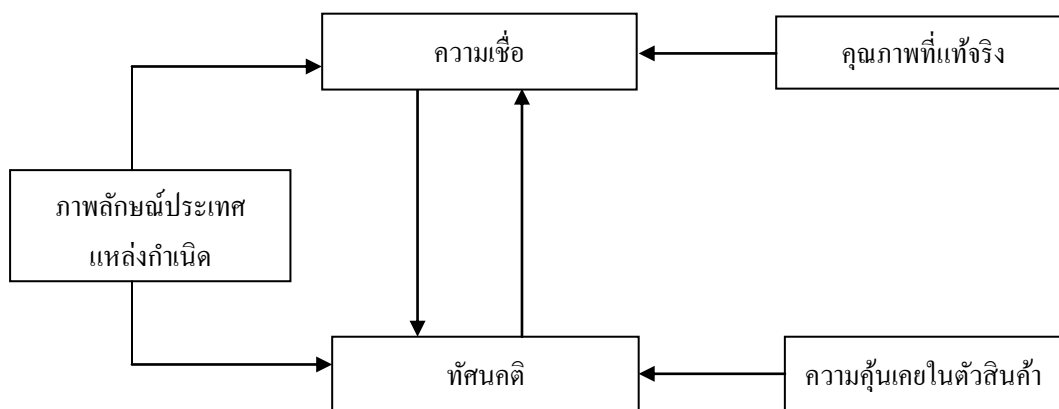 ความเชื่อ
คุณภาพที่แท้จริง
ภาพลักษณ์ประเทศ
แหล่งกำเนิด
ทัศนคติ
ความคุ้นเคยในตัวสินค้า